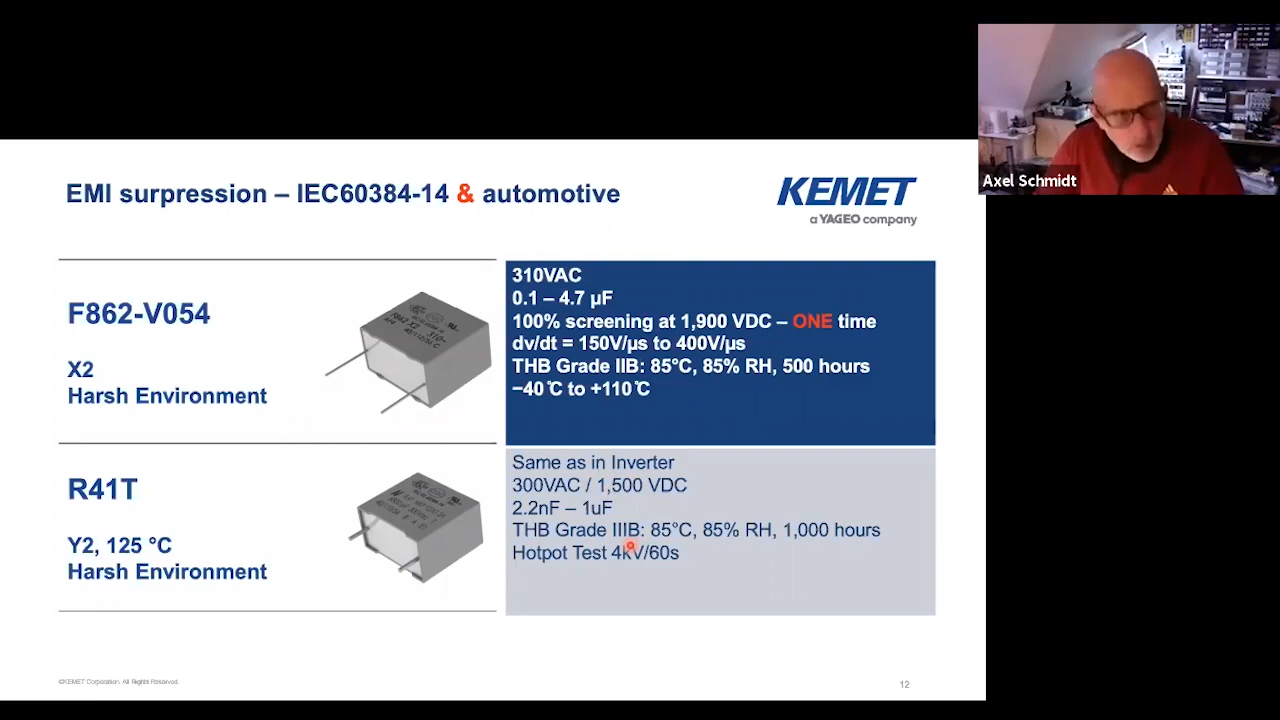 EMI surpression – IEC60384-14 & automotive
KEMET
a YAGEO company
Axel Schmidt
F862-V054
X2
Harsh Environment
F862 X2 310~
310VAC
0.1 – 4.7 µF
100% screening at 1,900 VDC – ONE time
dv/dt = 150V/µs to 400V/µs
THB Grade IIB: 85°C, 85% RH, 500 hours
−40 ̊C to +110 ̊C
R41T
Y2, 125 °C
Harsh Environment
Same as in Inverter
300VAC / 1,500 VDC
2.2nF – 1uF
THB Grade IIIB: 85°C, 85% RH, 1,000 hours
Hotpot Test 4kV/60s
©KEMET Corporation. All Rights Reserved.
12